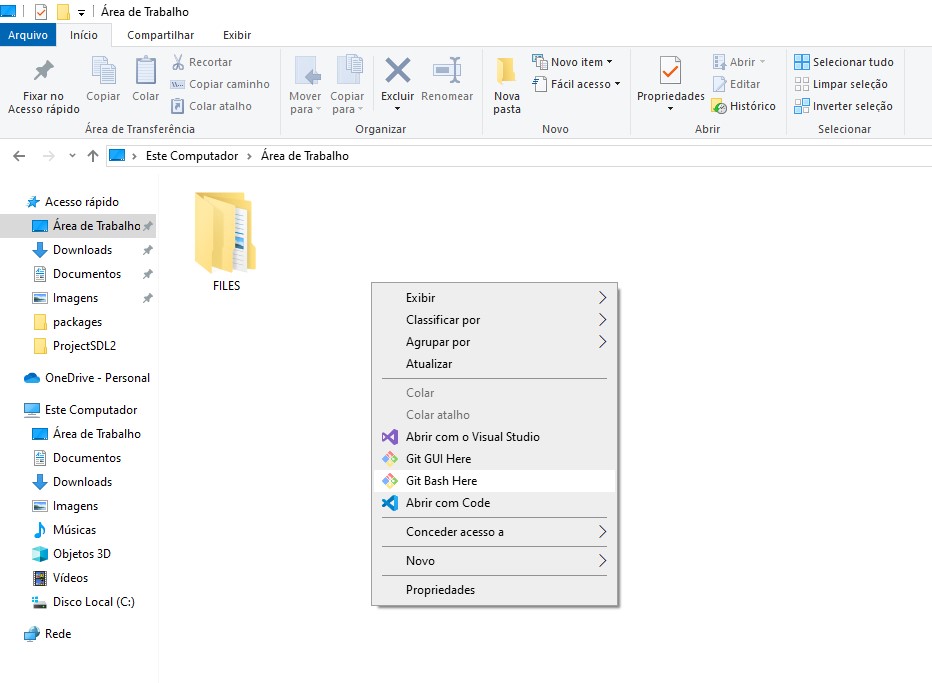 Área de Trabalho
Arquivo Início Compartilhar Exibir
Fixar no Acesso rápido
Copiar
Colar
Recortar
Copiar caminho
Colar atalho
Área de Transferência
Mover para
Copiar para
Excluir
Renomear
Organizar
Nova pasta
Novo item
Fácil acesso
Novo
Propriedades
Abrir
Editar
Histórico
Abrir
Selecionar tudo
Limpar seleção
Inverter seleção
Selecionar
Este Computador > Área de Trabalho
Acesso rápido
Área de Trabalho
Downloads
Documentos
Imagens
packages
ProjectSDL2
OneDrive - Personal
Este Computador
Área de Trabalho
Documentos
Downloads
Imagens
Músicas
Objetos 3D
Vídeos
Disco Local (C:)
Rede
FILES
Exibir
Classificar por
Agrupar por
Atualizar
Colar
Colar atalho
Abrir com o Visual Studio
Git GUI Here
Git Bash Here
Abrir com Code
Conceder acesso a
Novo
Propriedades